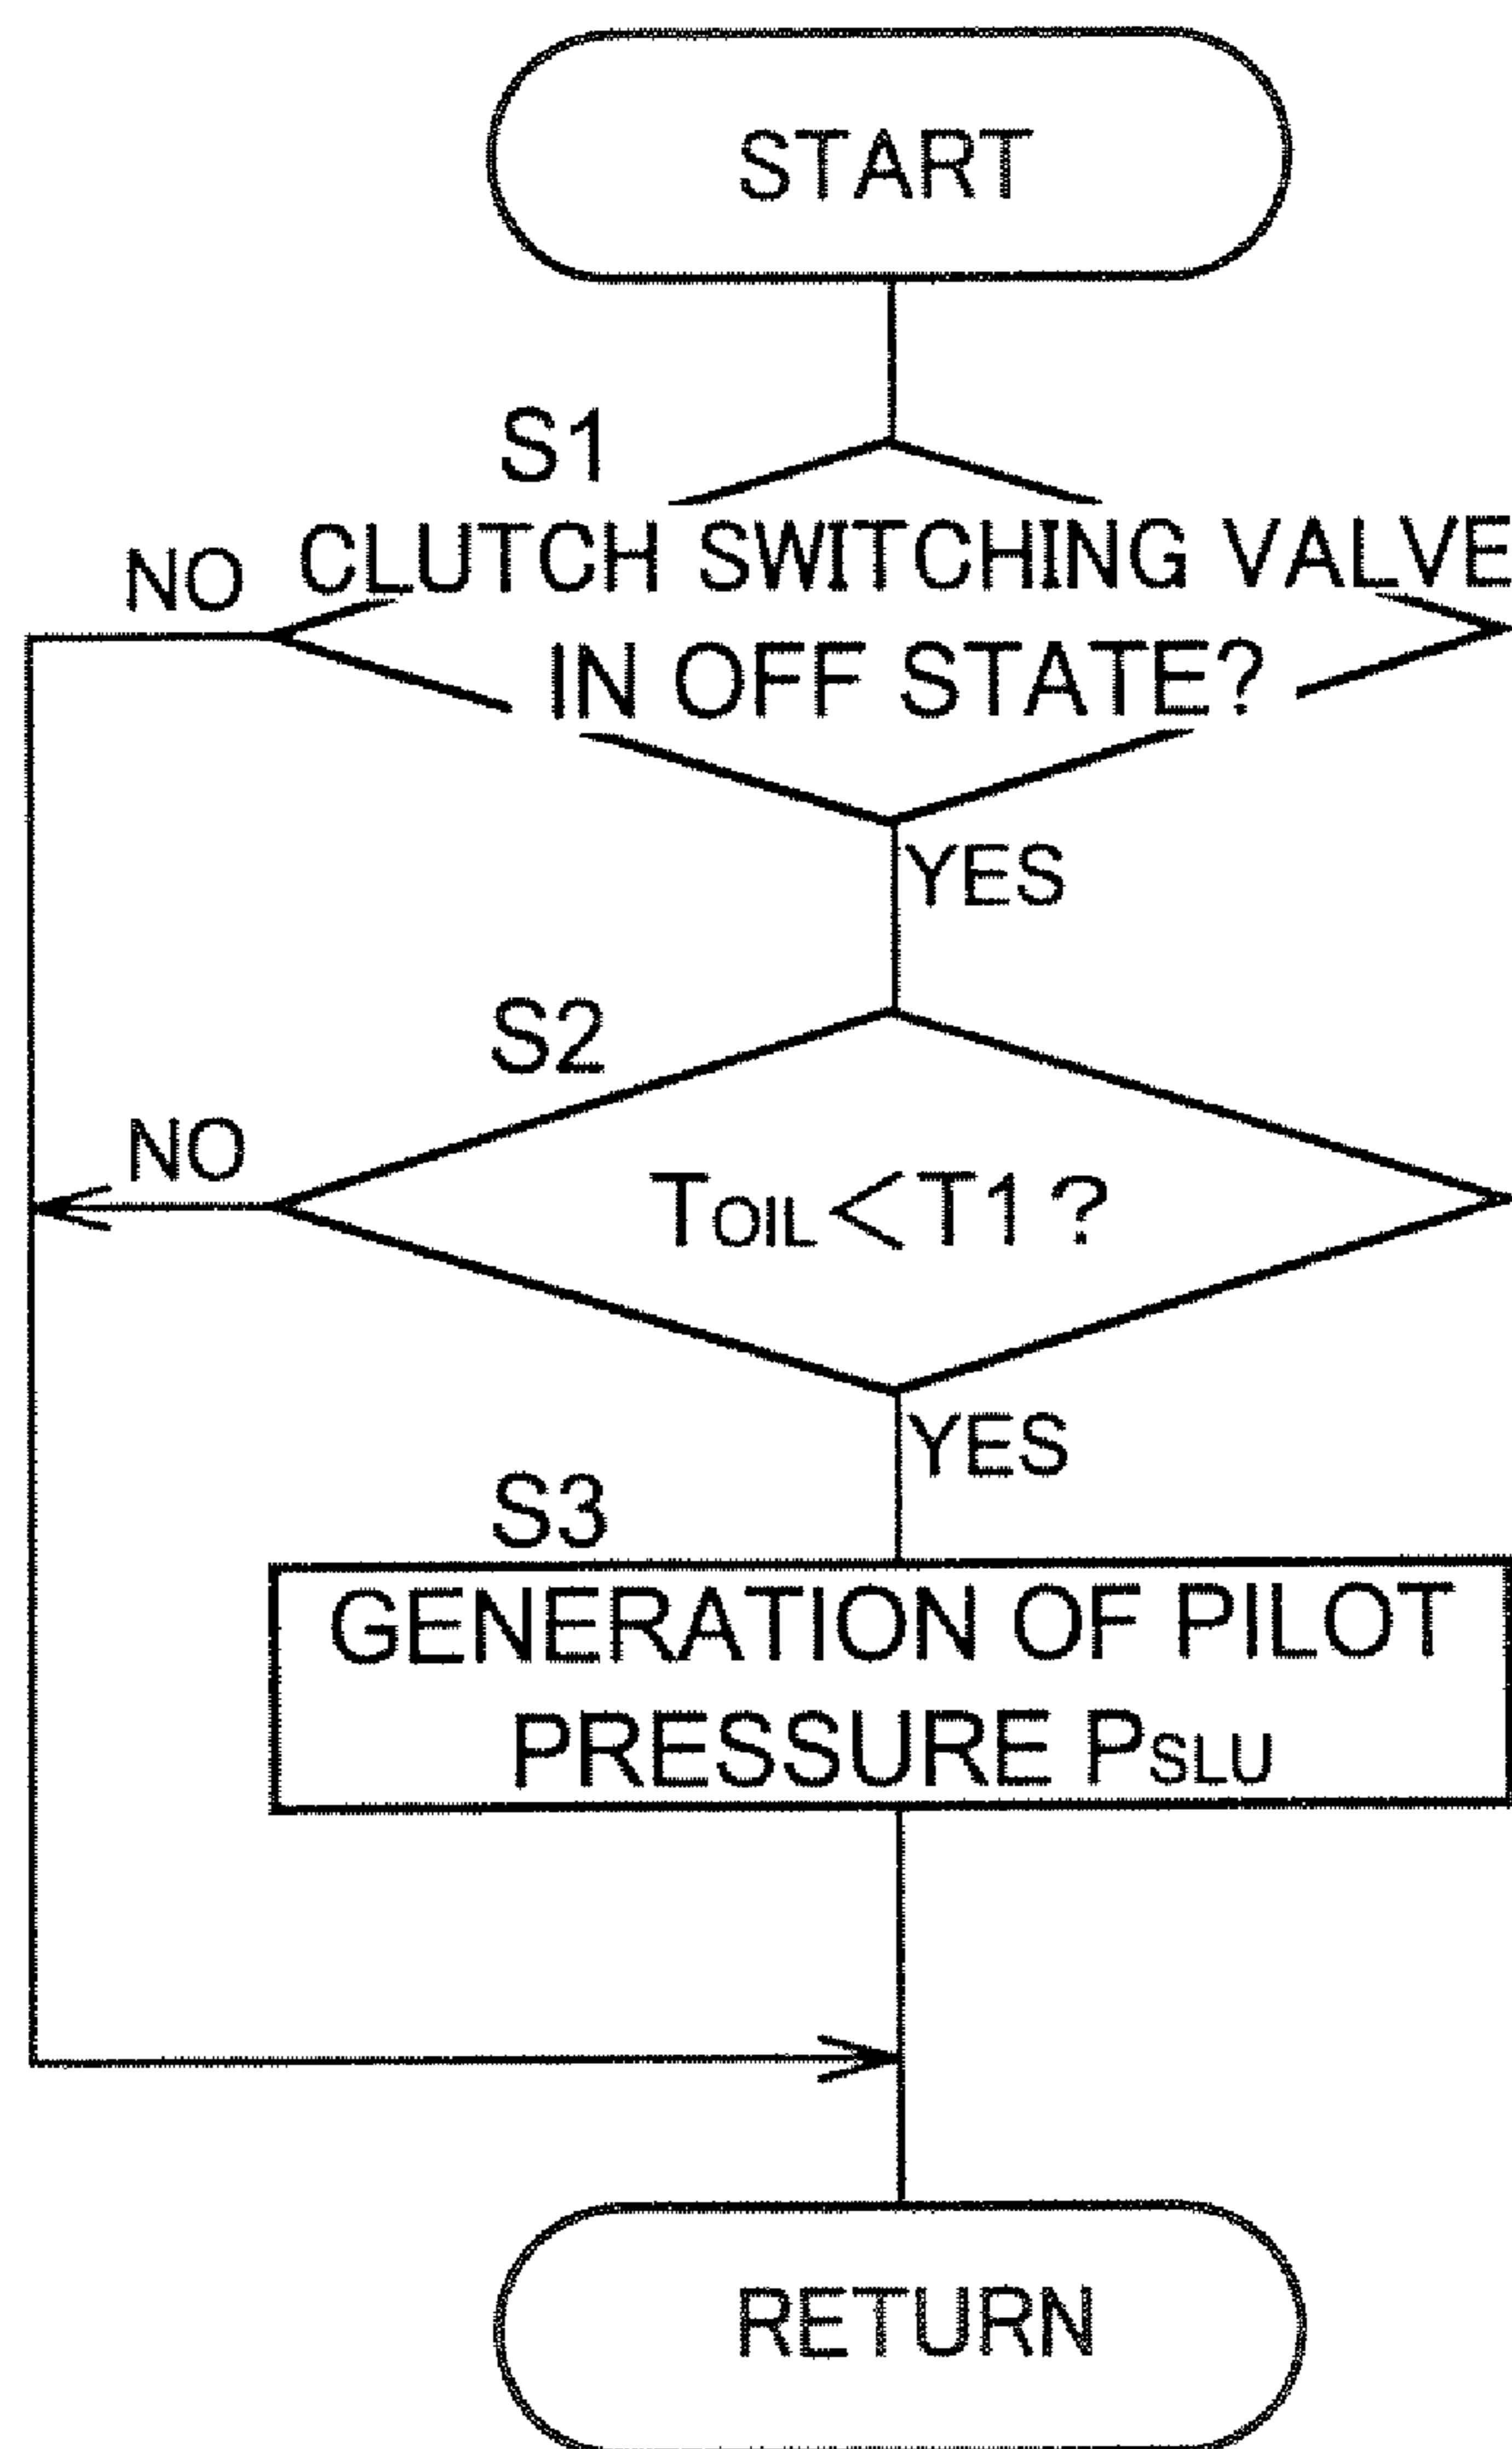 START
S1
NO
CLUTCH SWITCHING VALVE
IN OFF STATE?
YES
S2
NO
TOIL<T1?
YES
S3
GENERATION OF PILOT
PRESSURE PSLU
RETURN